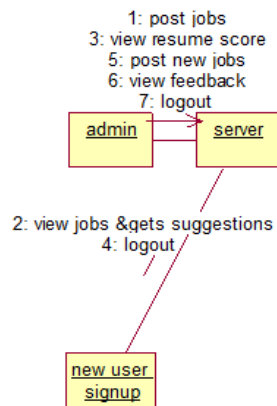 1: post jobs
3: view resume score
5: post new jobs
6: view feedback
7: logout
admin
server
2: view jobs &gets suggestions
4: logout
new user
signup